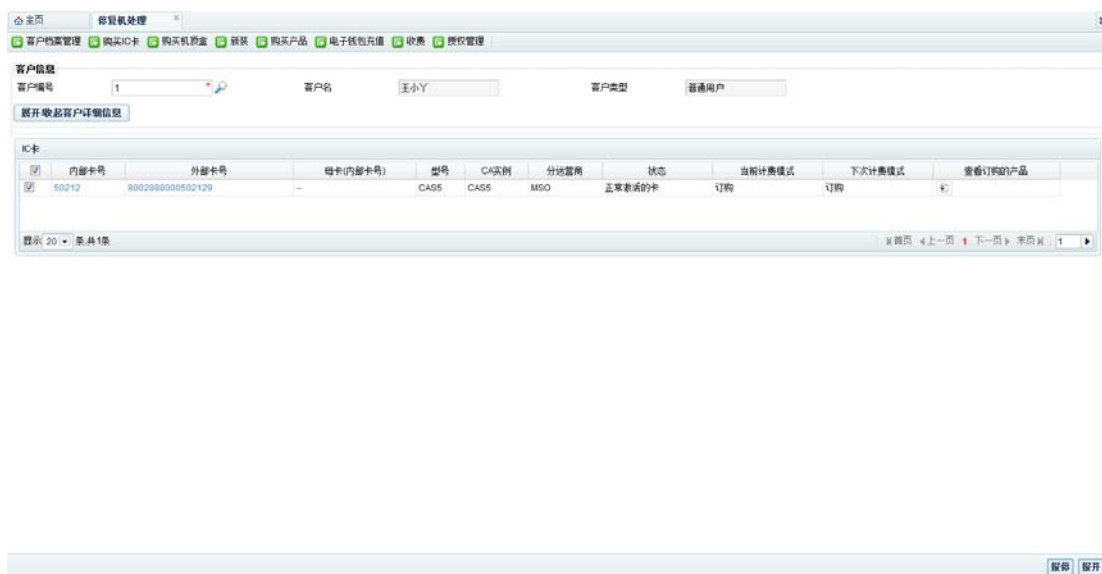 主页 停复机处理
客户档案管理 购买IC卡 购买机顶盒 新装 购买产品 电子钱包充值 收费 授权管理
客户信息
客户编号 1 * 客户名 王小丫 客户类型 普通用户
展开/收起客户详细信息
IC卡
内部卡号 外部卡号 母卡(内部卡号) 型号 CA实例 分运营商 状态 当前计费模式 下次计费模式 查看订购的产品
50212 8002988000502129 -- CAS5 CAS5 MSO 正常激活的卡 订购 订购
显示 20 条,共1条 首页 上一页 1 下一页 末页 1
报停 报开